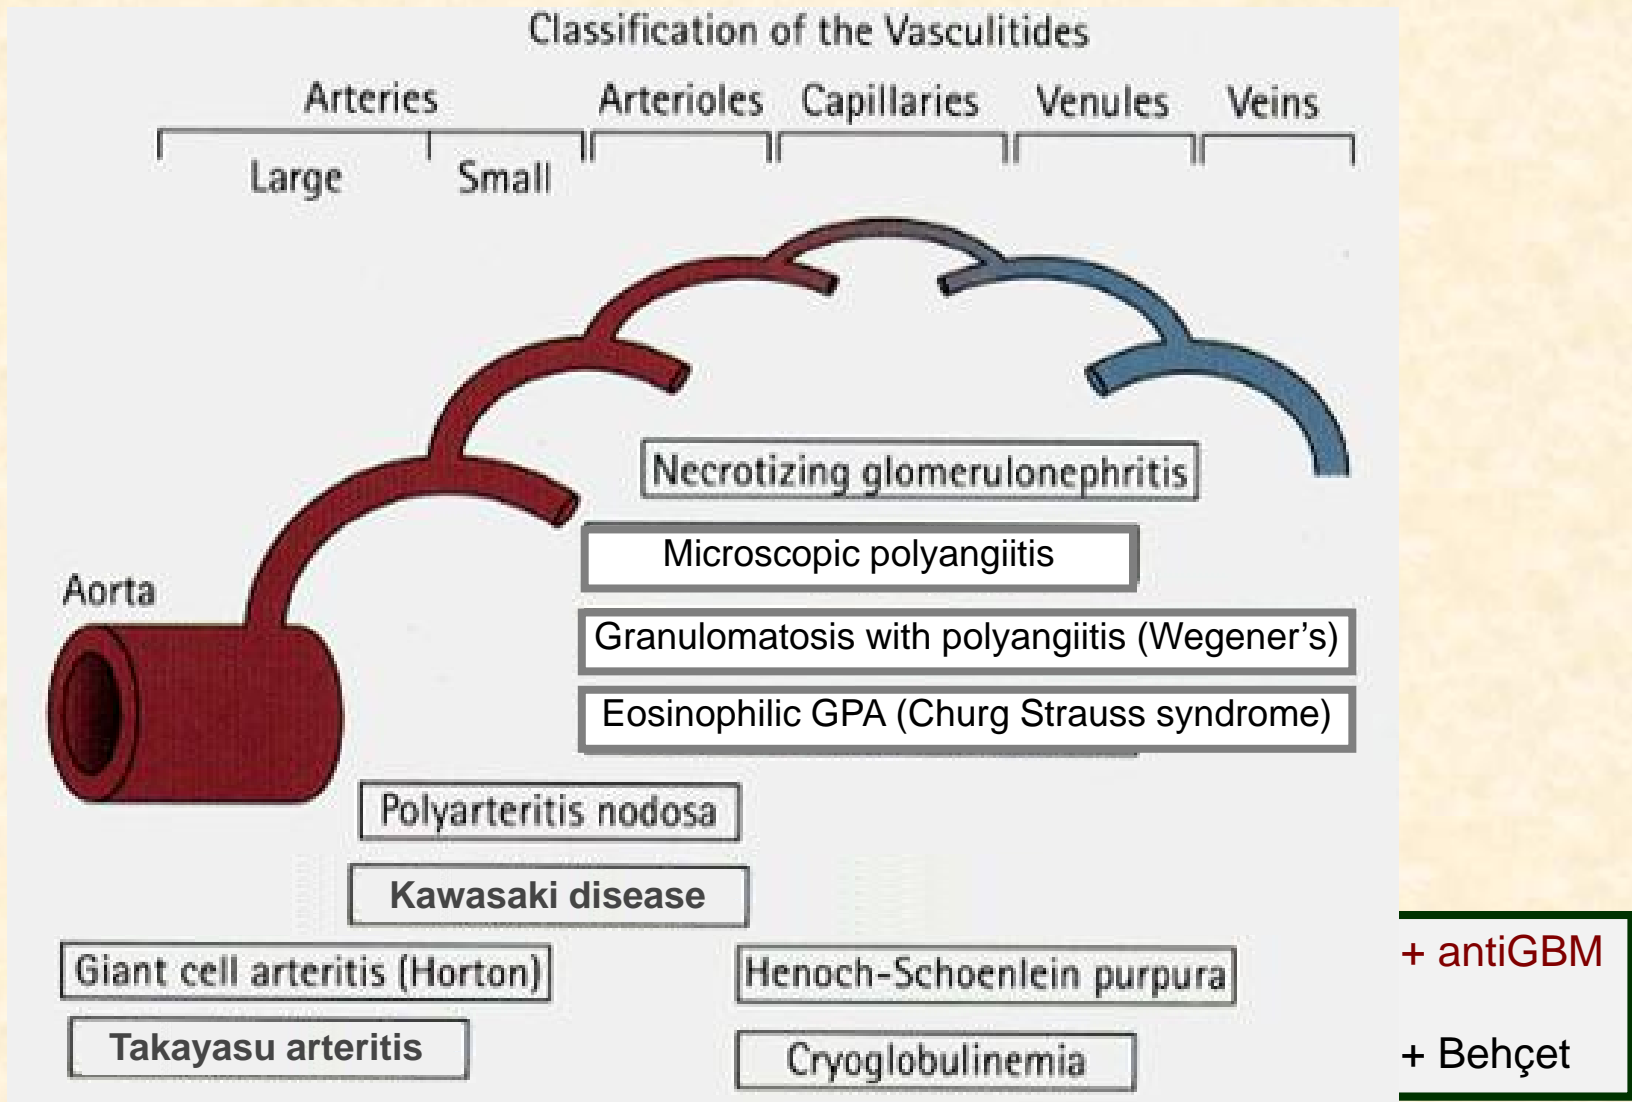 Classification of the Vasculitides
Arteries Arterioles Capillaries Venules Veins
Large Small
Necrotizing glomerulonephritis
Microscopic polyangiitis
Aorta
Granulomatosis with polyangiitis (Wegener’s)
Eosinophilic GPA (Churg Strauss syndrome)
Polyarteritis nodosa
Kawasaki disease
Giant cell arteritis (Horton) Henoch-Schoenlein purpura
+ antiGBM
Takayasu arteritis Cryoglobulinemia
+ Behçet